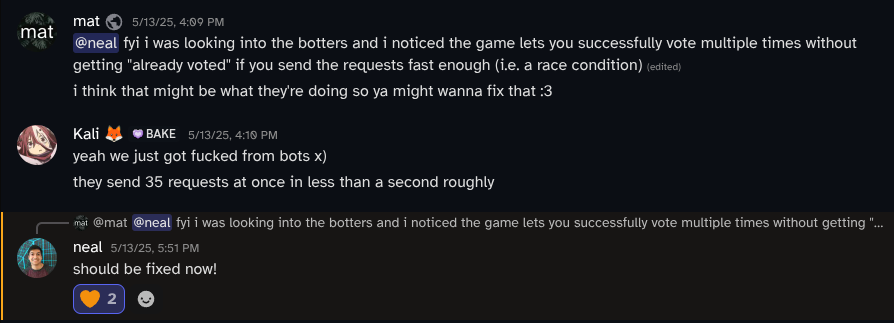 mat
mat 5/13/25, 4:09 PM
@neal fyi i was looking into the botters and i noticed the game lets you successfully vote multiple times without
getting "already voted" if you send the requests fast enough (i.e. a race condition) (edited)
i think that might be what they're doing so ya might wanna fix that :3
Kali 🦊 BAKE 5/13/25, 4:10 PM
yeah we just got fucked from bots x)
they send 35 requests at once in less than a second roughly
mat @mat @neal fyi i was looking into the botters and i noticed the game lets you successfully vote multiple times without getting "...
neal 5/13/25, 5:51 PM
should be fixed now!
🧡 2